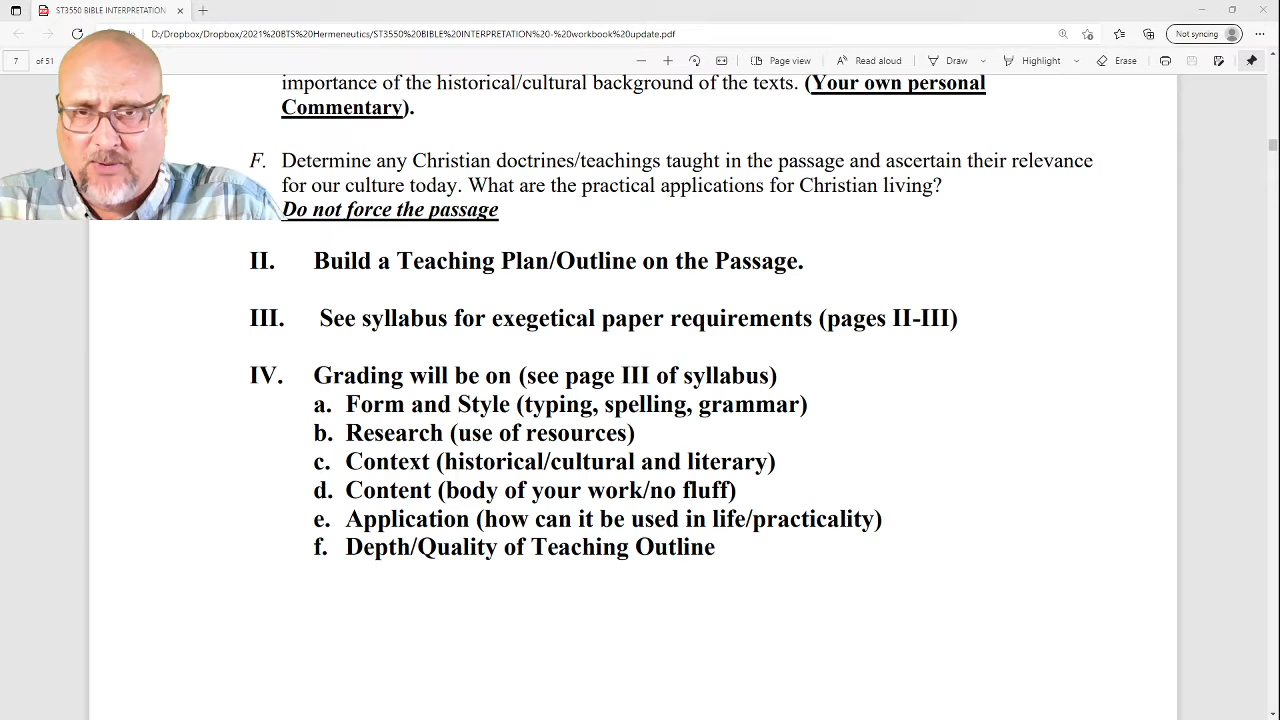 ST3550 BIBLE INTERPRETATION
D:/Dropbox/Dropbox/2021%20BTS%20Hermeneutics/ST3550%20BIBLE%20INTERPRETATION%20-%20workbook%20update.pdf
Not syncing
7 of 51
Page view
Read aloud
Draw
Highlight
Erase
importance of the historical/cultural background of the texts. (Your own personal
Commentary).
F. Determine any Christian doctrines/teachings taught in the passage and ascertain their relevance
for our culture today. What are the practical applications for Christian living?
Do not force the passage
II. Build a Teaching Plan/Outline on the Passage.
III. See syllabus for exegetical paper requirements (pages II-III)
IV. Grading will be on (see page III of syllabus)
a. Form and Style (typing, spelling, grammar)
b. Research (use of resources)
c. Context (historical/cultural and literary)
d. Content (body of your work/no fluff)
e. Application (how can it be used in life/practicality)
f. Depth/Quality of Teaching Outline